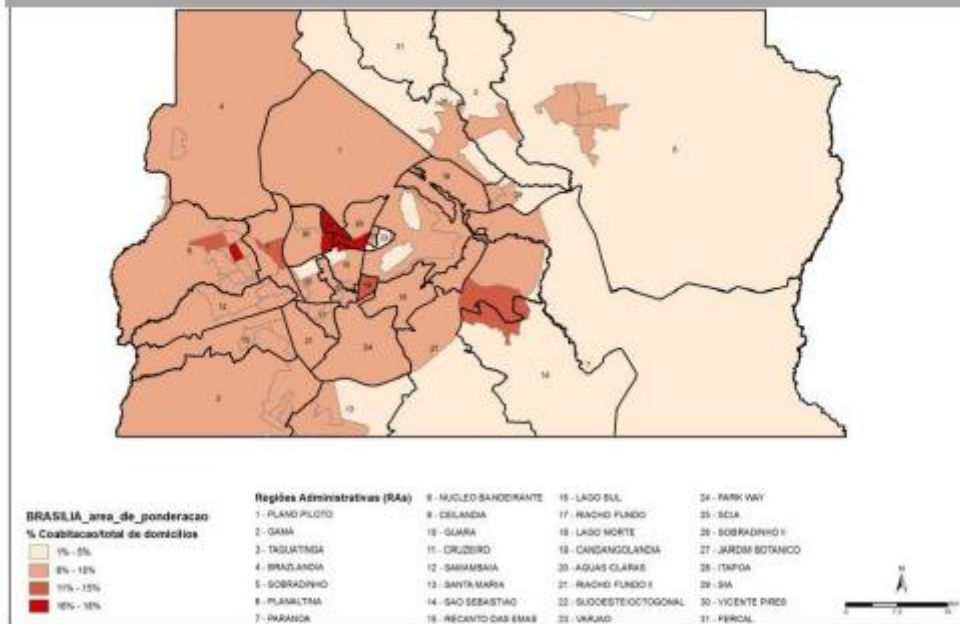 BRASILIA_area_de_ponderacao
% Coabitacao/total de domicilios
1% - 5%
6% - 10%
11% - 15%
16% - 18%
Regiões Administrativas (RAs)
1 - PLANO PILOTO
2 - GAMA
3 - TAGUATINGA
4 - BRAZLANDIA
5 - SOBRADINHO
6 - PLANALTINA
7 - PARANOA
8 - NUCLEO BANDEIRANTE
9 - CEILANDIA
10 - GUARA
11 - CRUZEIRO
12 - SAMAMBAIA
13 - SANTA MARIA
14 - SAO SEBASTIAO
15 - RECANTO DAS EMAS
16 - LAGO SUL
17 - RIACHO FUNDO
18 - LAGO NORTE
19 - CANDANGOLANDIA
20 - AGUAS CLARAS
21 - RIACHO FUNDO II
22 - SUDOESTE/OCTOGONAL
23 - VARJAO
24 - PARK WAY
25 - SCIA
26 - SOBRADINHO II
27 - JARDIM BOTANICO
28 - ITAPOA
29 - SIA
30 - VICENTE PIRES
31 - FERCAL